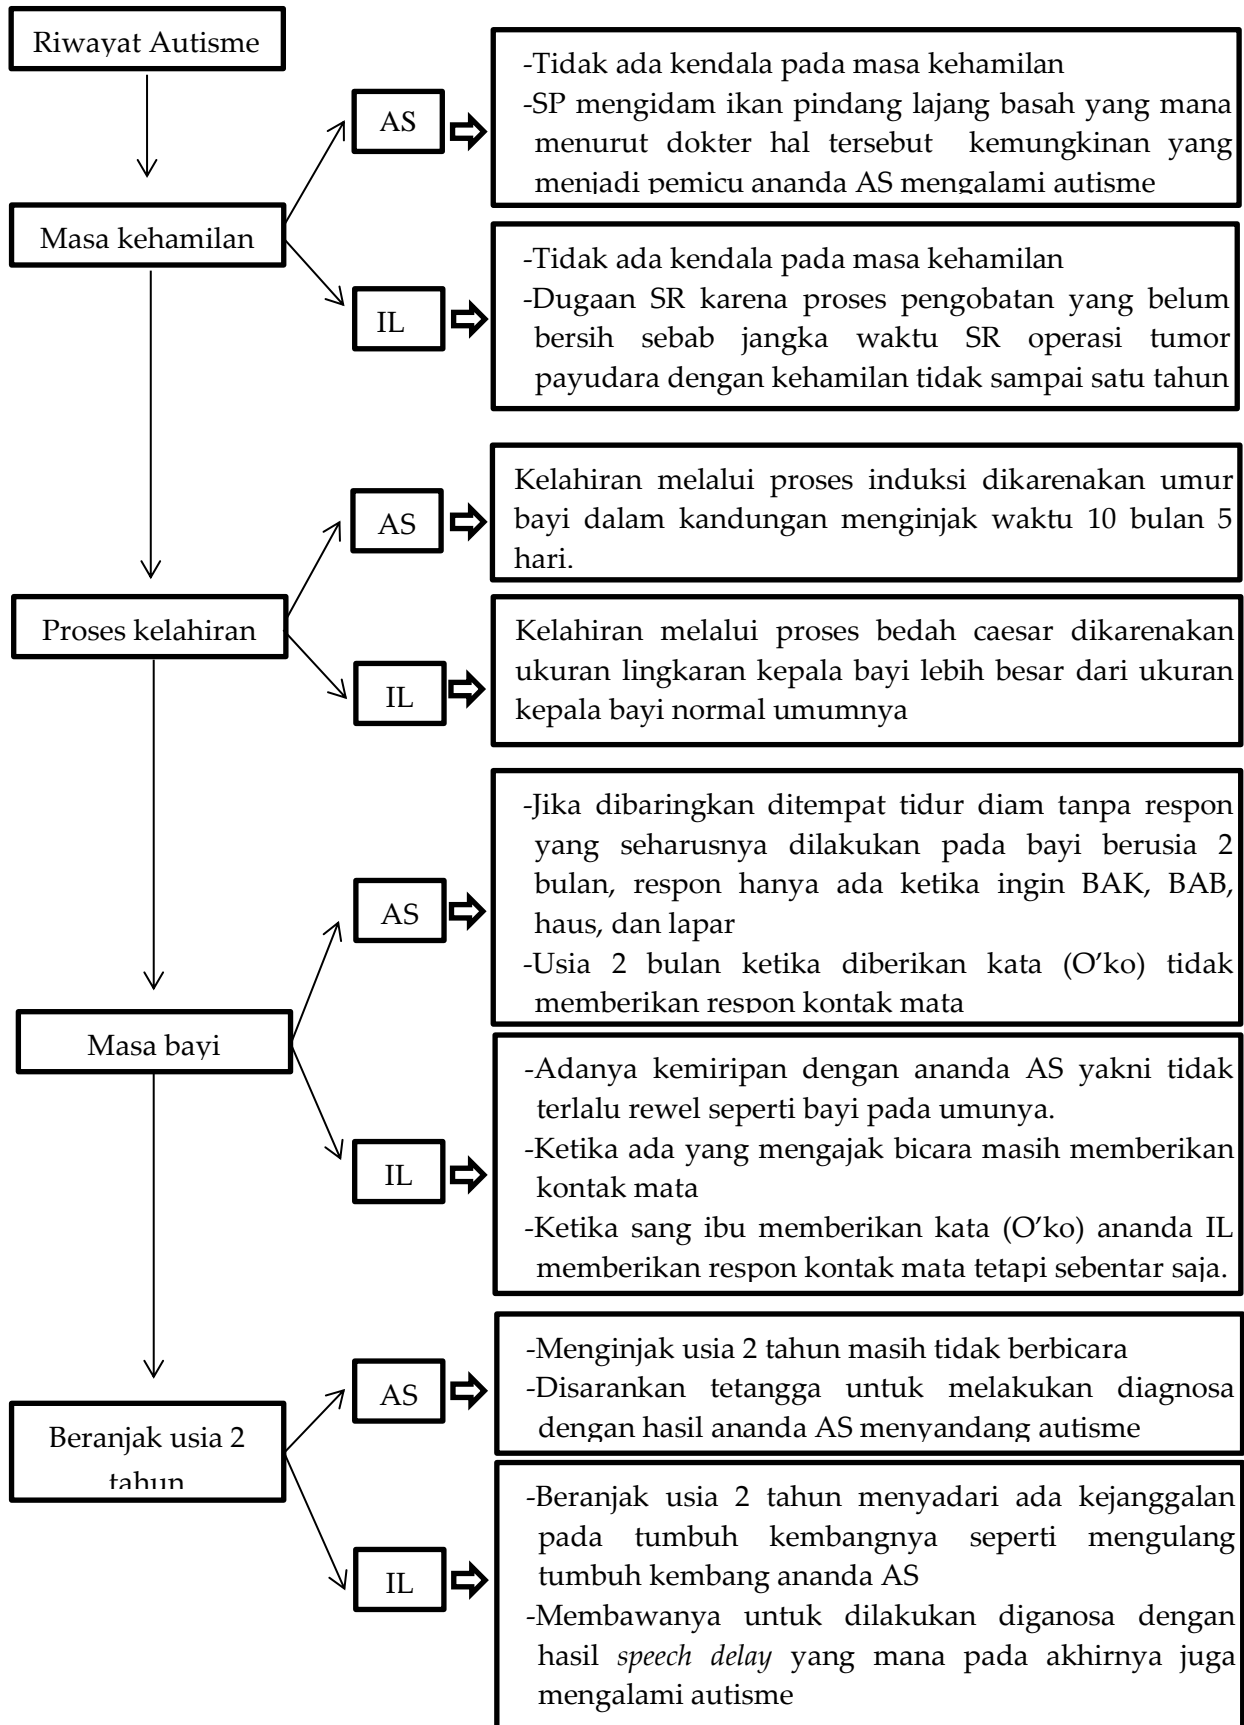 Riwayat Autisme
AS
-Tidak ada kendala pada masa kehamilan
-SP mengidam ikan pindang lajang basah yang mana
menurut dokter hal tersebut kemungkinan yang
menjadi pemicu ananda AS mengalami autisme
Masa kehamilan
IL
-Tidak ada kendala pada masa kehamilan
-Dugaan SR karena proses pengobatan yang belum
bersih sebab jangka waktu SR operasi tumor
payudara dengan kehamilan tidak sampai satu tahun
AS
Kelahiran melalui proses induksi dikarenakan umur
bayi dalam kandungan menginjak waktu 10 bulan 5
hari.
Proses kelahiran
IL
Kelahiran melalui proses bedah caesar dikarenakan
ukuran lingkaran kepala bayi lebih besar dari ukuran
kepala bayi normal umumnya
AS
-Jika dibaringkan ditempat tidur diam tanpa respon
yang seharusnya dilakukan pada bayi berusia 2
bulan, respon hanya ada ketika ingin BAK, BAB,
haus, dan lapar
-Usia 2 bulan ketika diberikan kata (O’ko) tidak
memberikan respon kontak mata
Masa bayi
IL
-Adanya kemiripan dengan ananda AS yakni tidak
terlalu rewel seperti bayi pada umunya.
-Ketika ada yang mengajak bicara masih memberikan
kontak mata
-Ketika sang ibu memberikan kata (O’ko) ananda IL
memberikan respon kontak mata tetapi sebentar saja.
AS
-Menginjak usia 2 tahun masih tidak berbicara
-Disarankan tetangga untuk melakukan diagnosa
dengan hasil ananda AS menyandang autisme
Beranjak usia 2
tahun
IL
-Beranjak usia 2 tahun menyadari ada kejanggalan
pada tumbuh kembangnya seperti mengulang
tumbuh kembang ananda AS
-Membawanya untuk dilakukan diganosa dengan
hasil speech delay yang mana pada akhirnya juga
mengalami autisme